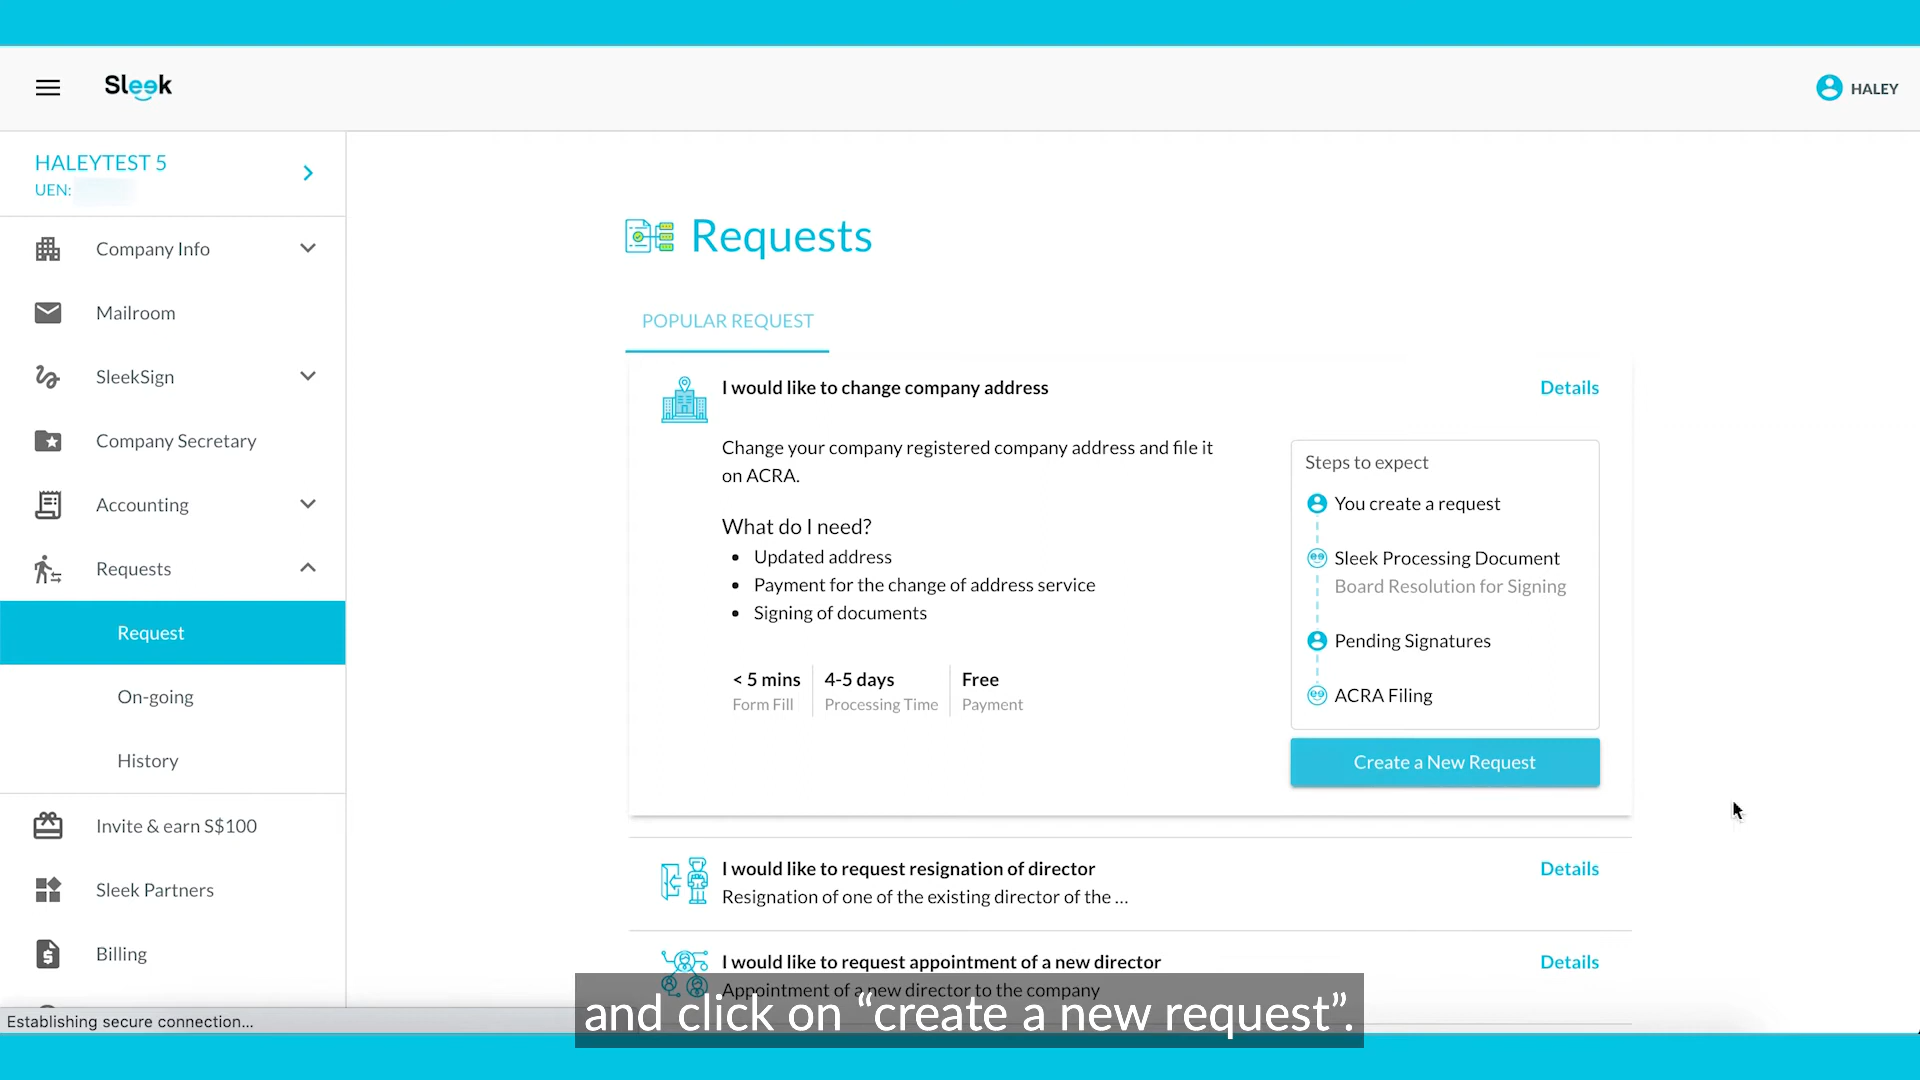 Sleek
HALEY
HALEYTEST 5
UEN:
Company Info
Mailroom
SleekSign
Company Secretary
Accounting
Requests
Request
On-going
History
Invite & earn S$100
Sleek Partners
Billing
Establishing secure connection...
Requests
POPULAR REQUEST
I would like to change company address
Details
Change your company registered company address and file it
on ACRA.
What do I need?
• Updated address
• Payment for the change of address service
• Signing of documents
< 5 mins
Form Fill
4-5 days
Processing Time
Free
Payment
Steps to expect
You create a request
Sleek Processing Document
Board Resolution for Signing
Pending Signatures
ACRA Filing
Create a New Request
I would like to request resignation of director
Details
Resignation of one of the existing director of the ...
I would like to request appointment of a new director
Details
Appointment of a new director to the company
and click on “create a new request”.